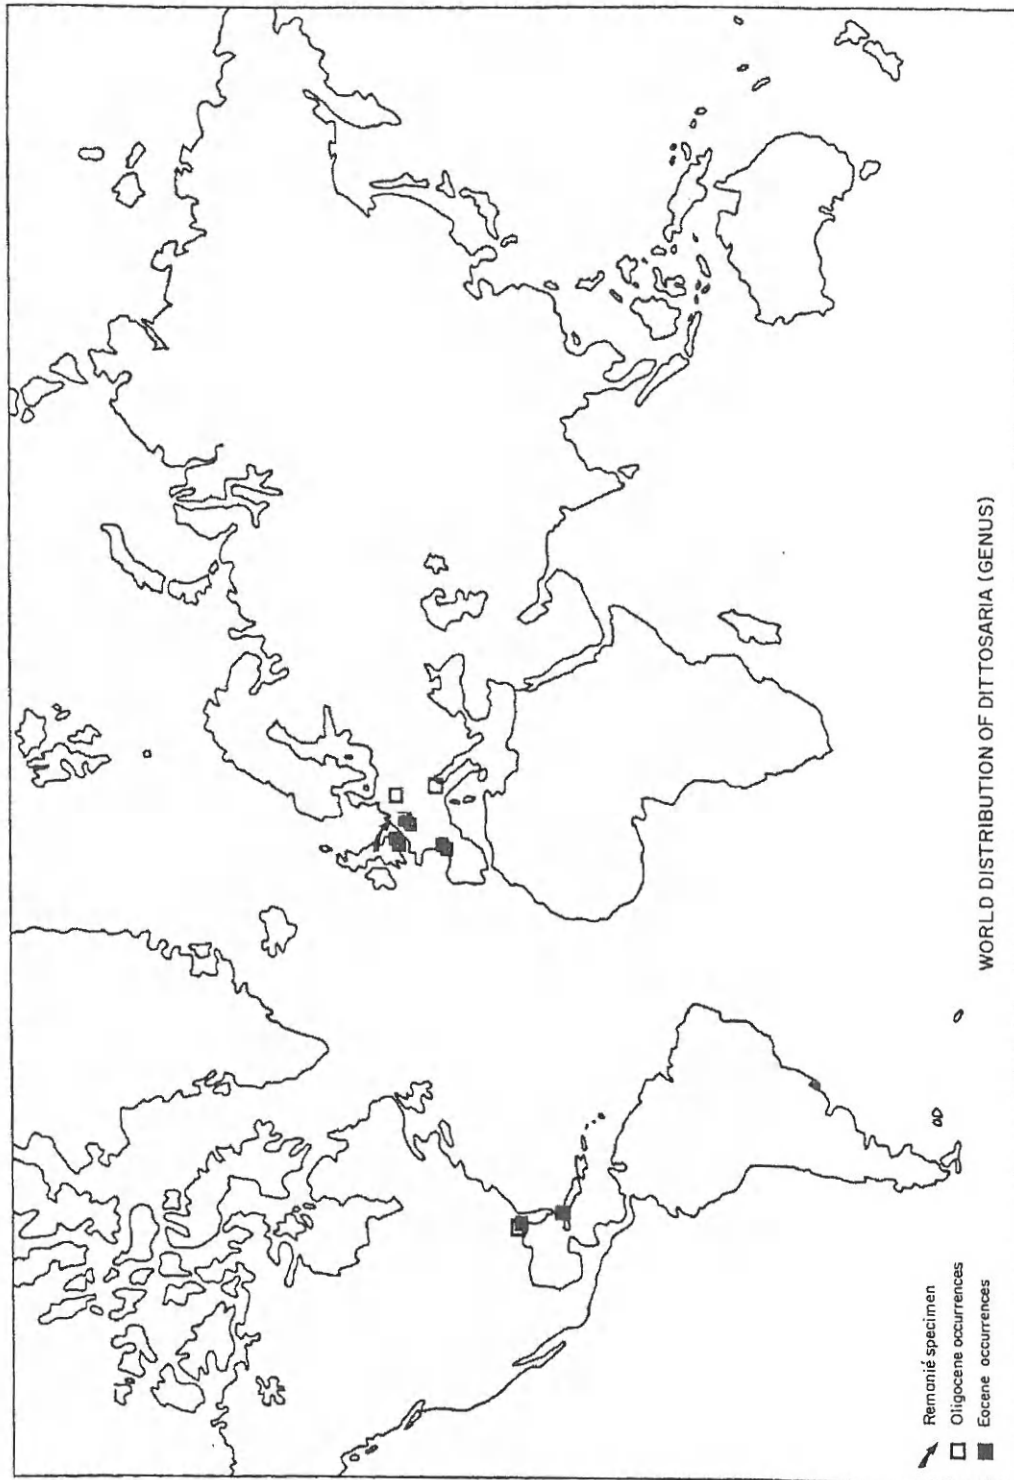 Remanié specimen
Oligocene occurrences
Eocene occurrences
WORLD DISTRIBUTION OF DITTOSARIA (GENUS)